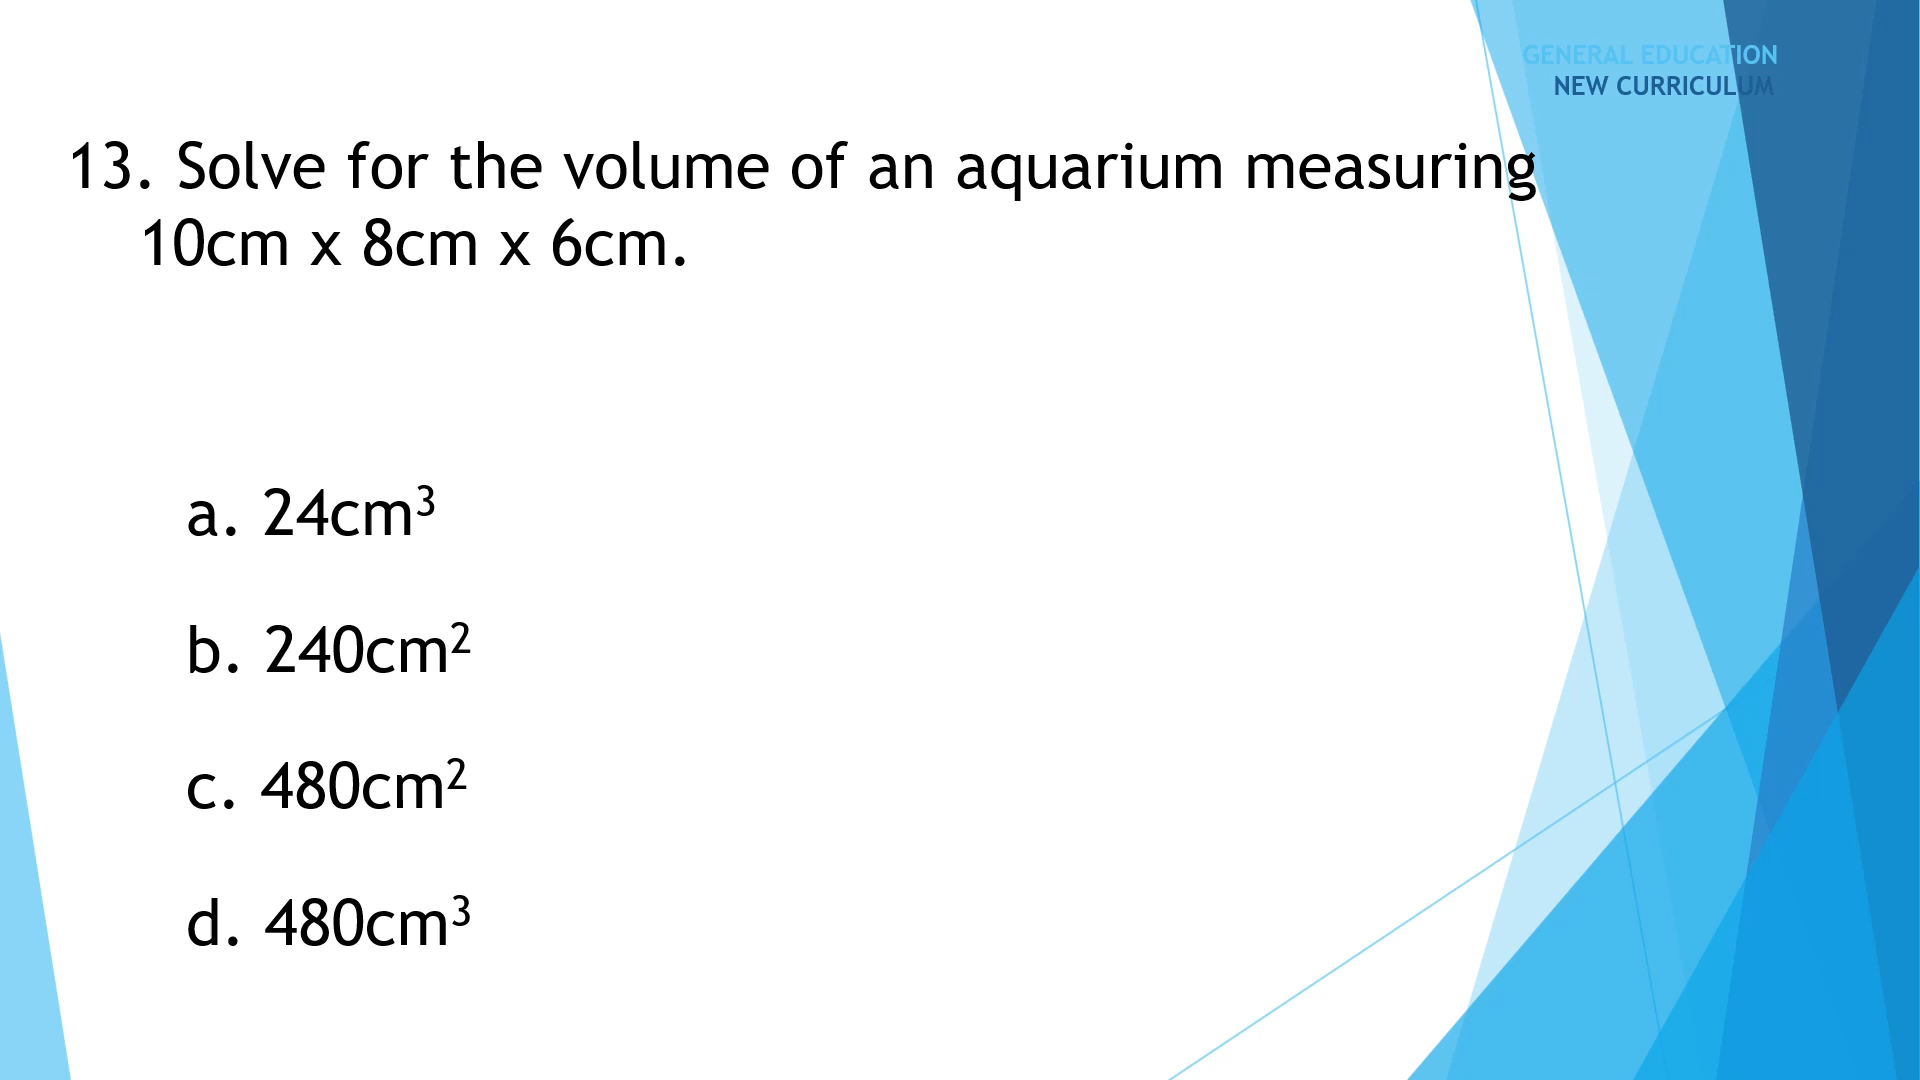 GENERAL EDUCATION
NEW CURRICULUM
13. Solve for the volume of an aquarium measuring
10cm x 8cm x 6cm.
a. 24cm³
b. 240cm²
c. 480cm²
d. 480cm³